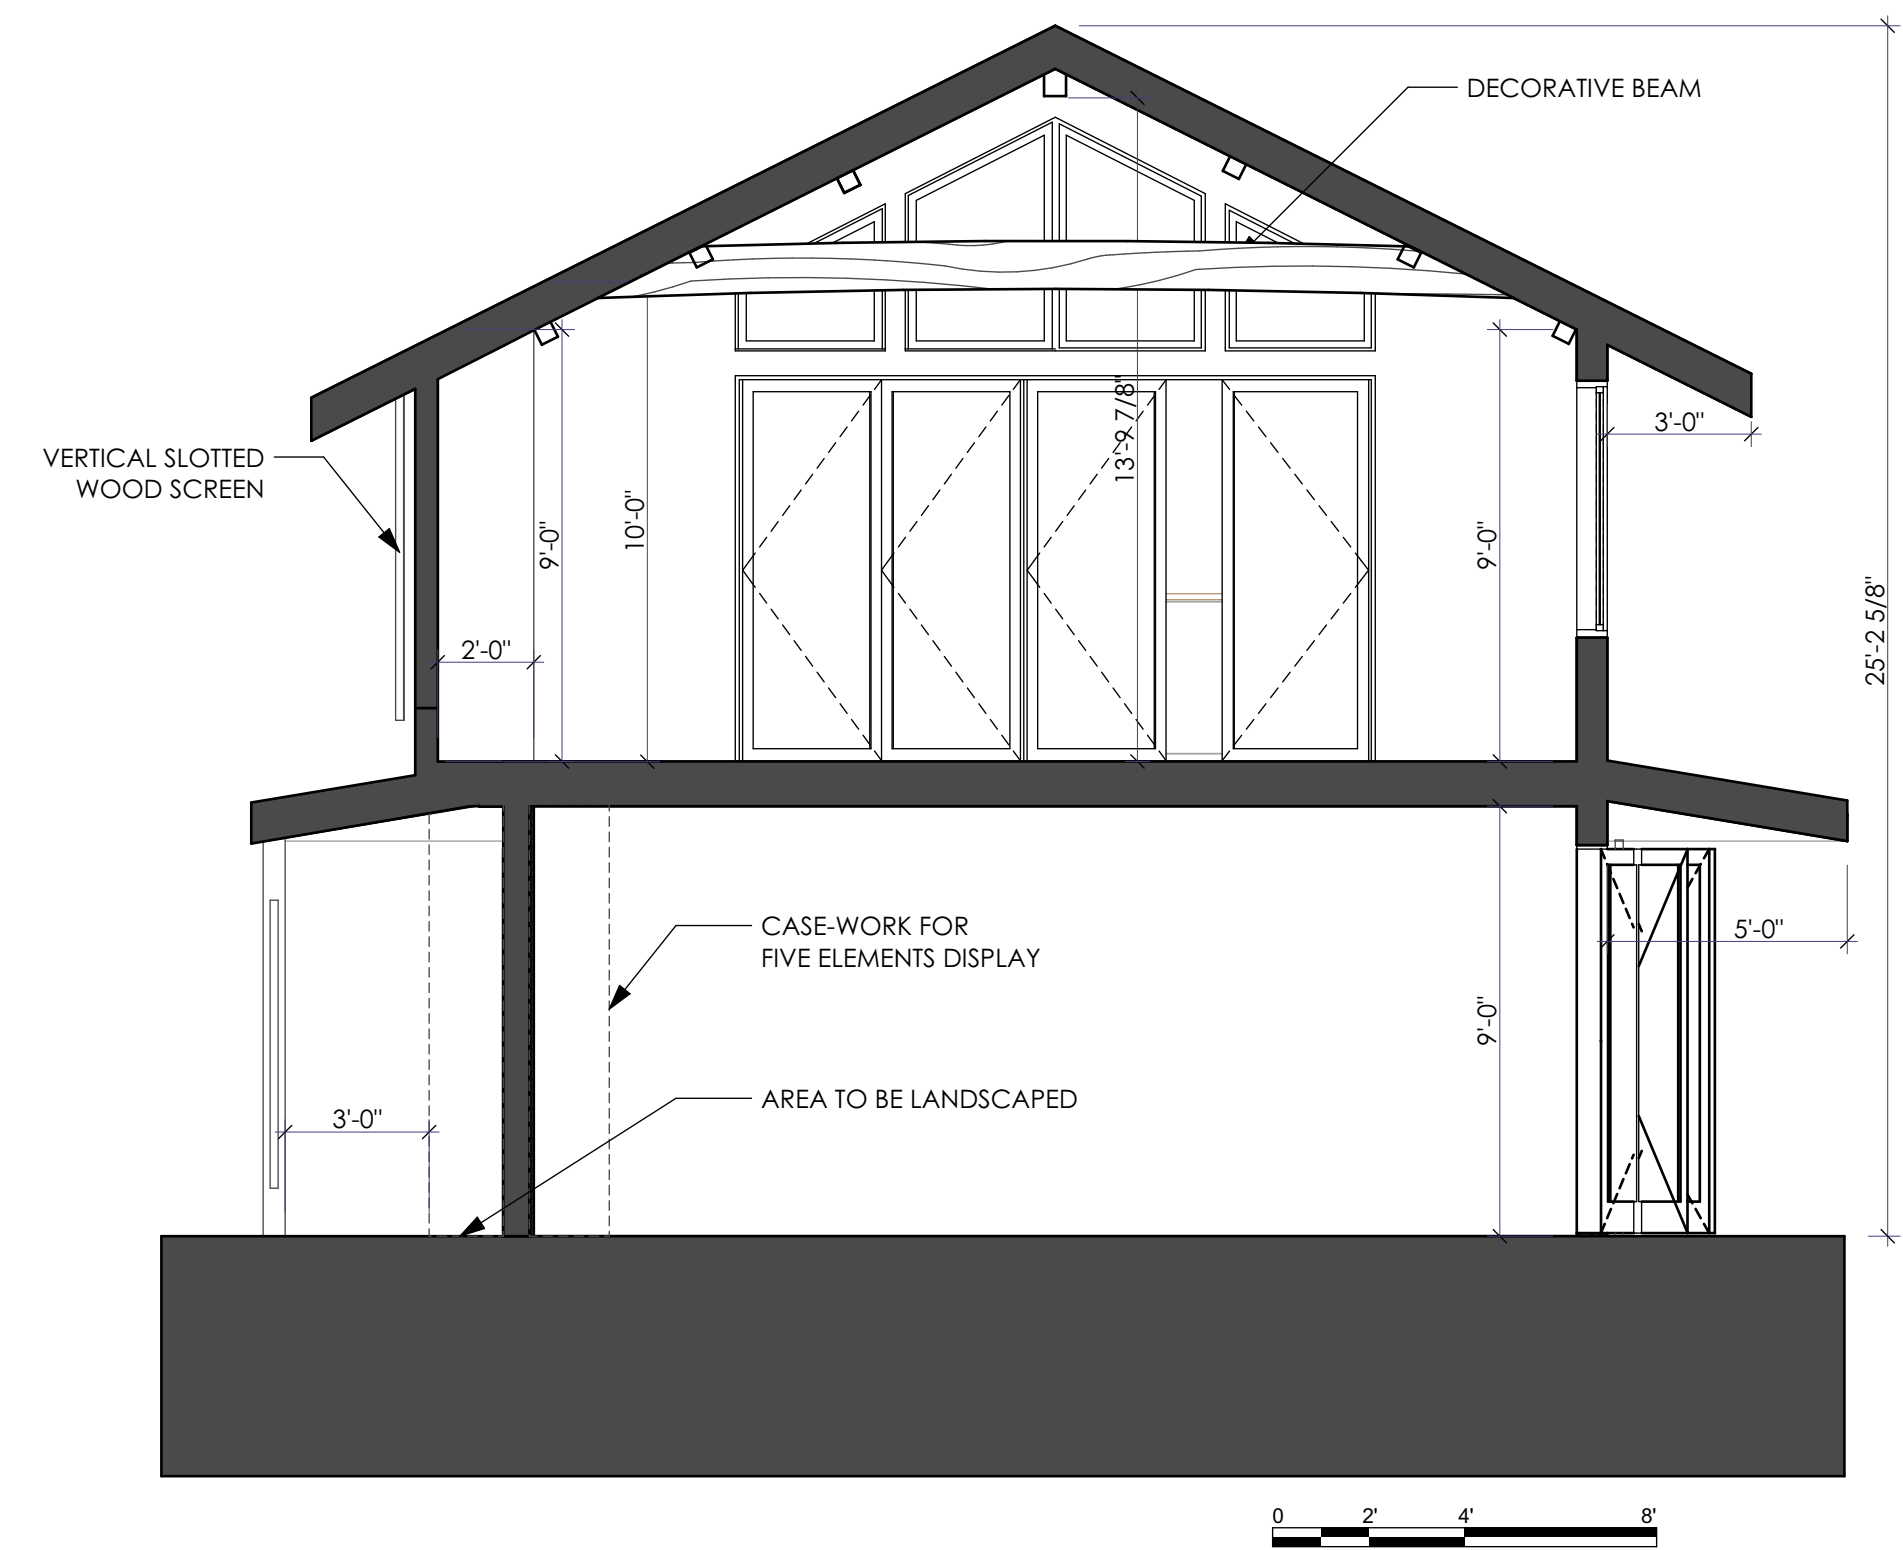 DECORATIVE BEAM
VERTICAL SLOTTED
WOOD SCREEN
3'-0"
13'-9 7/8"
10'-0"
9'-0"
9'-0"
25'-2 5/8"
2'-0"
CASE-WORK FOR
FIVE ELEMENTS DISPLAY
5'-0"
9'-0"
AREA TO BE LANDSCAPED
3'-0"
0 2' 4' 8'